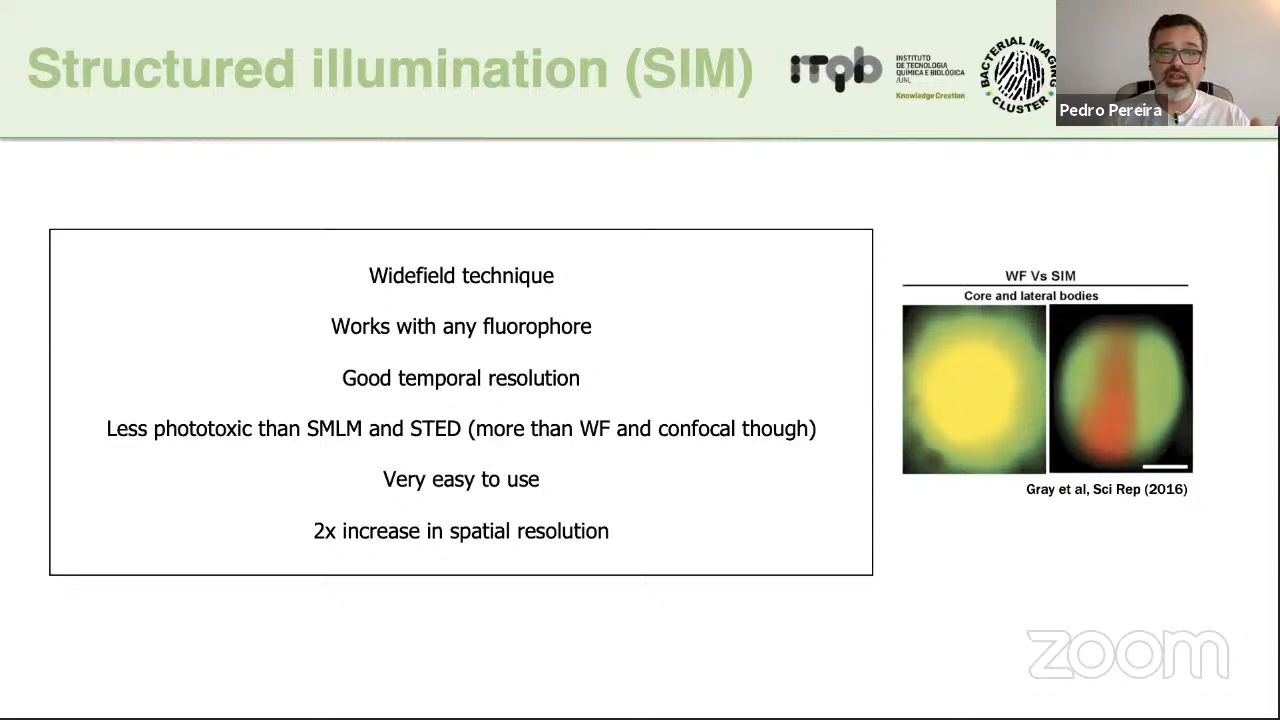 Structured illumination (SIM)
iTqb
INSTITUTO
DE TECNOLOGIA
QUÍMICA E BIOLÓGICA
/UNL
Knowledge Creation
BACTERIAL IMAGING
CLUSTER
Pedro Pereira
Widefield technique
Works with any fluorophore
Good temporal resolution
Less phototoxic than SMLM and STED (more than WF and confocal though)
Very easy to use
2x increase in spatial resolution
WF Vs SIM
Core and lateral bodies
Gray et al, Sci Rep (2016)
zoom